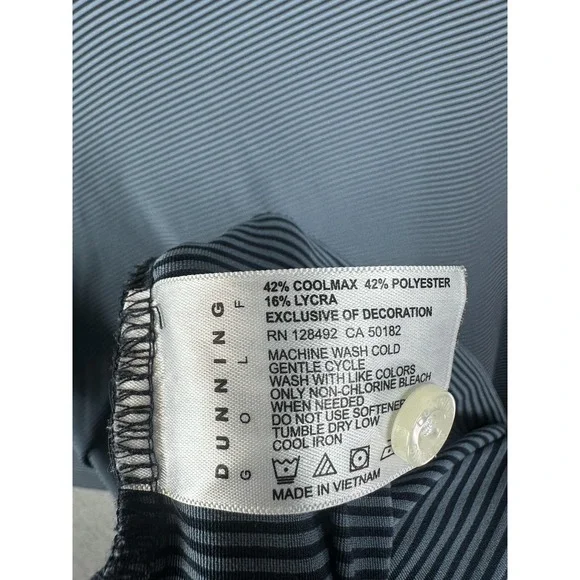 DUNNING
GOLF
42% COOLMAX 42% POLYESTER
16% LYCRA
EXCLUSIVE OF DECORATION
RN 128492 CA 50182
MACHINE WASH COLD
GENTLE CYCLE
WASH WITH LIKE COLORS
ONLY NON-CHLORINE BLEACH
WHEN NEEDED
DO NOT USE SOFTENER
TUMBLE DRY LOW
COOL IRON
MADE IN VIETNAM